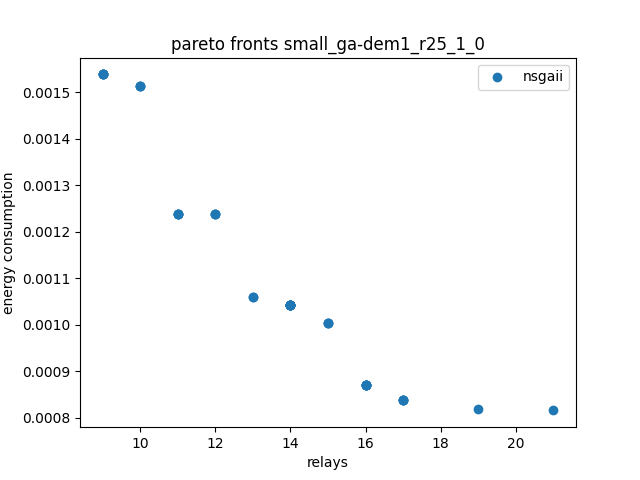 pareto fronts small_ga-dem1_r25_1_0
nsgaii
0.0015
0.0014
0.0013
0.0012
0.0011
0.0010
0.0009
0.0008
energy consumption
10 12 14 16 18 20
relays